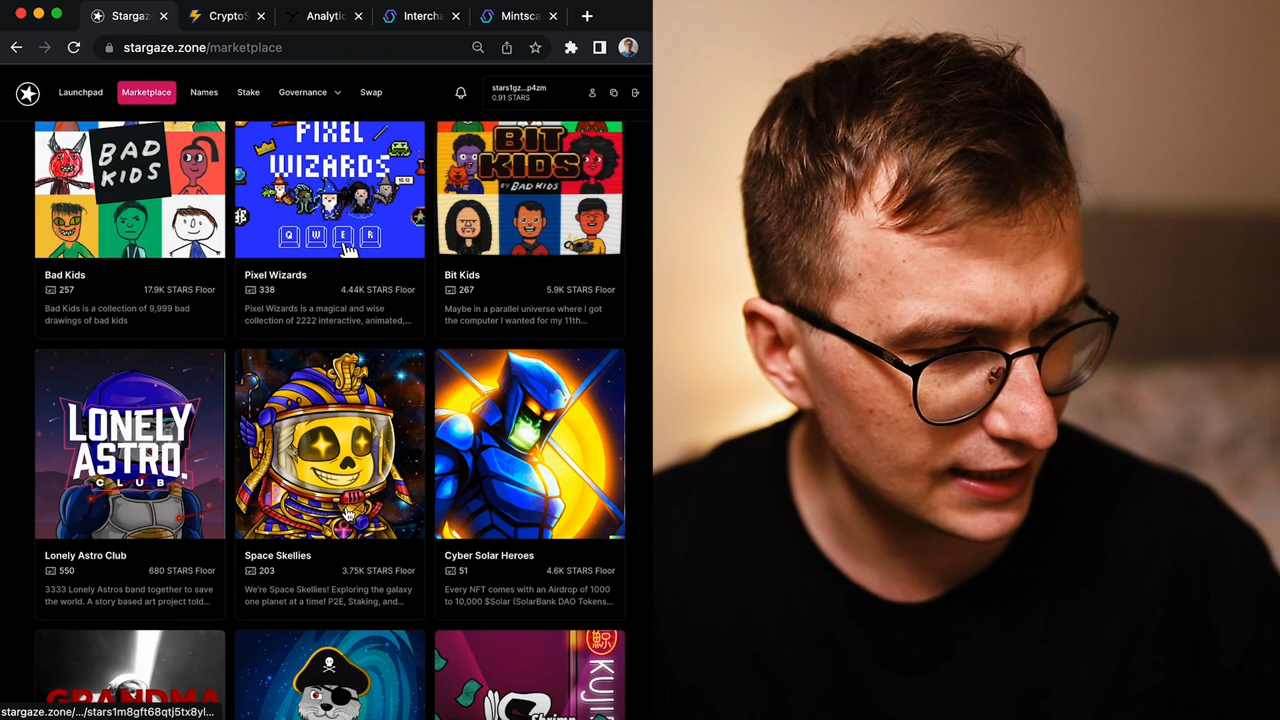 Stargaz
CryptoS
Analytic
Intercha
Mintsca
stargaze.zone/marketplace
Launchpad
Marketplace
Names
Stake
Governance
Swap
stars1gz...p4zm
0.91 STARS
BAD
KIDS
PIXEL
WIZARDS
10:13
Q W E R
BIT
KIDS
BY BAD KIDS
Bad Kids
257
17.9K STARS Floor
Bad Kids is a collection of 9,999 bad
drawings of bad kids
Pixel Wizards
338
4.44K STARS Floor
Pixel Wizards is a magical and wise
collection of 2222 interactive, animated,...
Bit Kids
267
5.9K STARS Floor
Maybe in a parallel universe where I got
the computer I wanted for my 11th...
LONELY
ASTRO.
CLUB
Lonely Astro Club
550
680 STARS Floor
3333 Lonely Astros band together to save
the world. A story based art project told...
Space Skellies
203
3.75K STARS Floor
We're Space Skellies! Exploring the galaxy
one planet at a time! P2E, Staking, and...
Cyber Solar Heroes
51
4.6K STARS Floor
Every NFT comes with an Airdrop of 1000
to 10,000 $Solar (SolarBank DAO Tokens...
GRANDMA
KUJI
Shrimp
stargaze.zone/.../stars1m8gft68qtj5tx8yl...